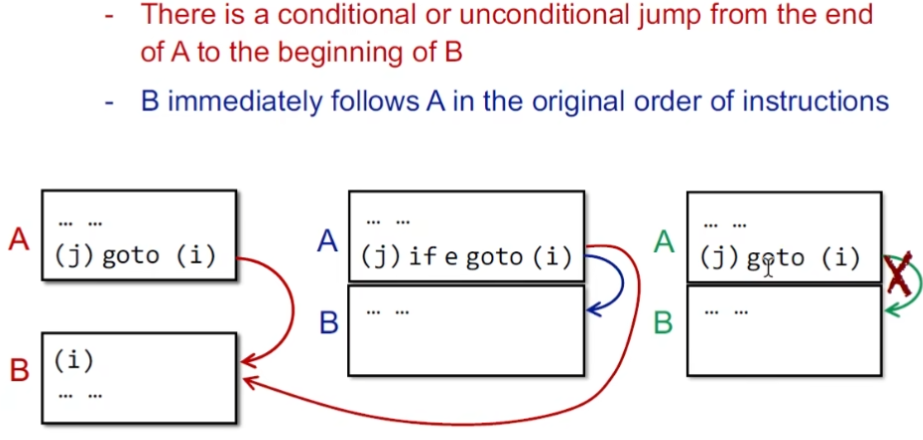 - There is a conditional or unconditional jump from the end
of A to the beginning of B
- B immediately follows A in the original order of instructions
A
... ...
(j) goto (i)
B
(i)
... ...
A
... ...
(j) if e goto (i)
B
... ...
A
... ...
(j) goto (i)
B
... ...